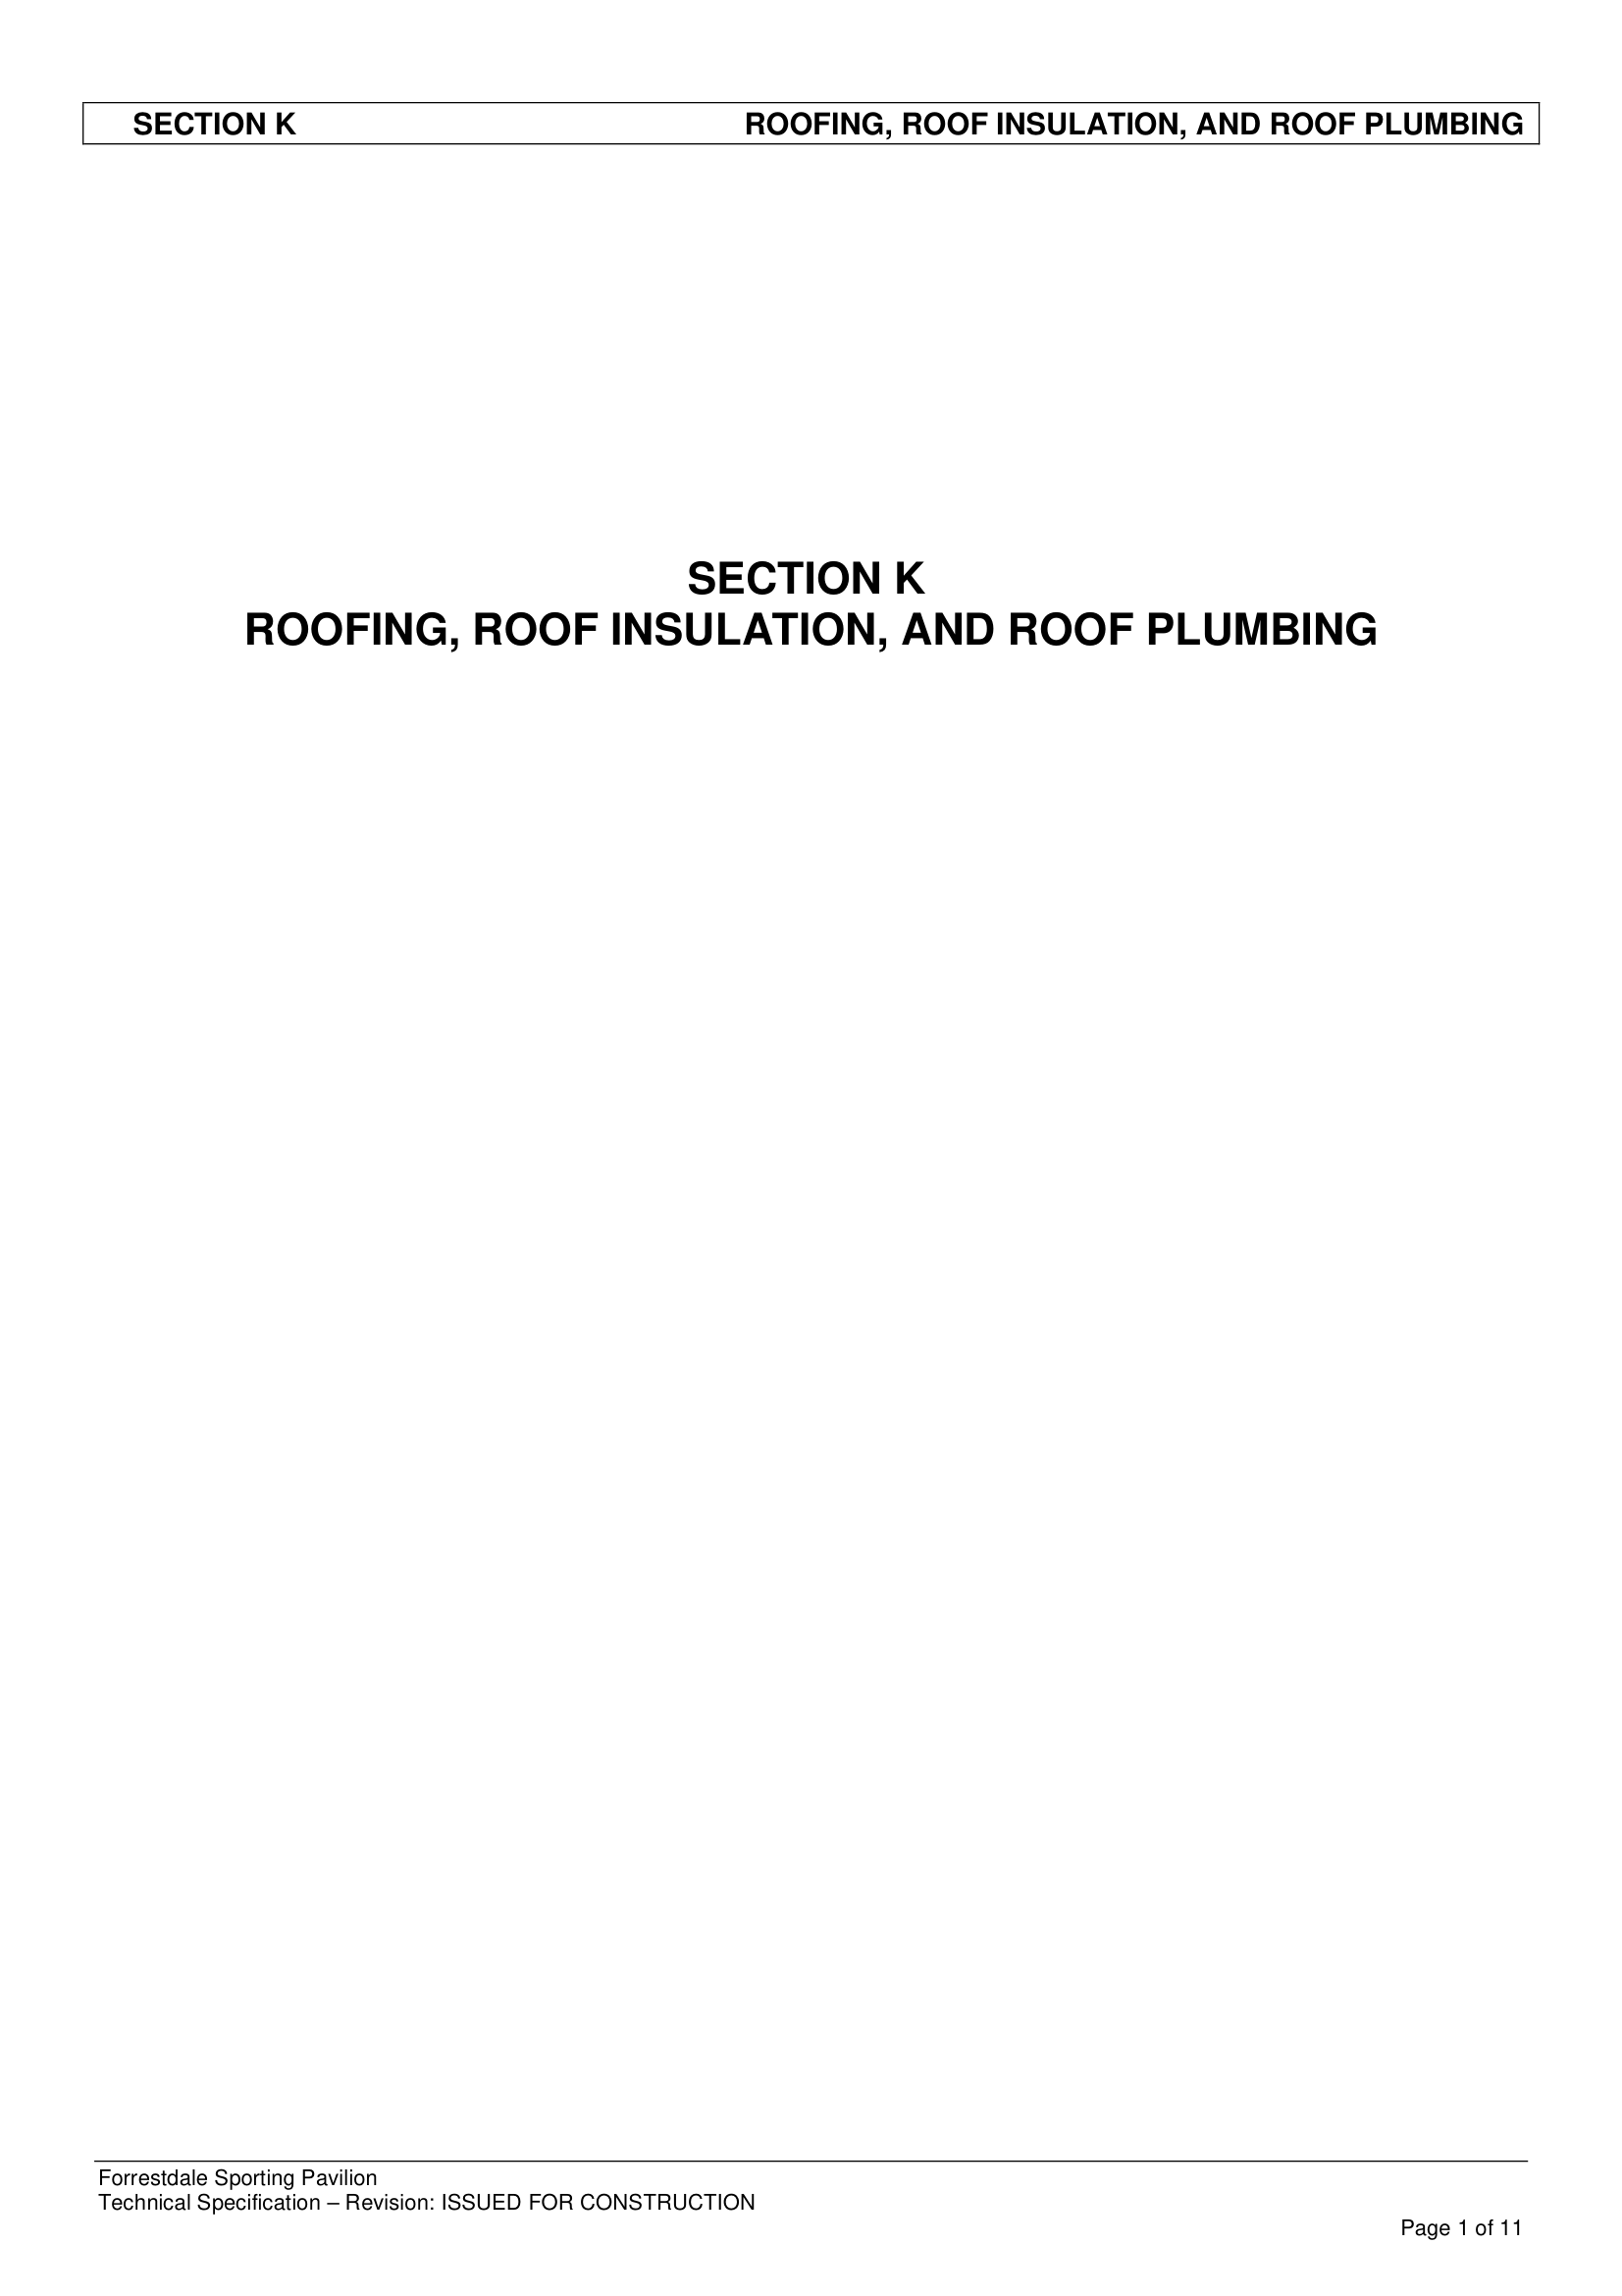 SECTION K ROOFING, ROOF INSULATION, AND ROOF PLUMBING
SECTION K
ROOFING, ROOF INSULATION, AND ROOF PLUMBING
Forrestdale Sporting Pavilion
Technical Specification – Revision: ISSUED FOR CONSTRUCTION
Page 1 of 11